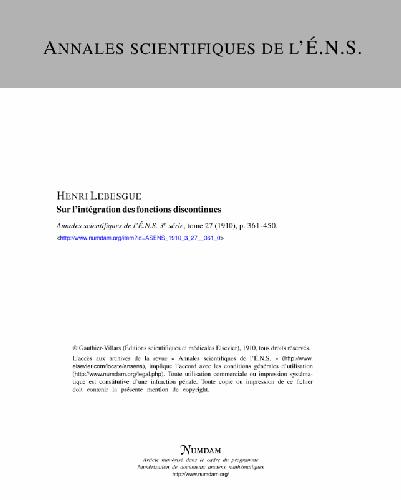 ANNALES SCIENTIFIQUES DE L'É.N.S.
HENRI LEBESGUE
Sur l'intégration des fonctions discontinues
Annales scientifiques de l'É.N.S. 3e série, tome 27 (1910), p. 361-450.
<http://www.numdam.org/item?id=ASENS_1910_3_27__361_0>
© Gauthier-Villars (Éditions scientifiques et médicales Elsevier), 1910, tous droits réservés.
L'accès aux archives de la revue « Annales scientifiques de l'É.N.S. » (http://www.
elsevier.com/locate/ansens), implique l'accord avec les conditions générales d'utilisation
(http://www.numdam.org/legal.php). Toute utilisation commerciale ou impression systéma-
tique est constitutive d'une infraction pénale. Toute copie ou impression de ce fichier
doit contenir la présente mention de copyright.
NUMDAM
Article numérisé dans le cadre du programme
Numérisation de documents anciens mathématiques
http://www.numdam.org/